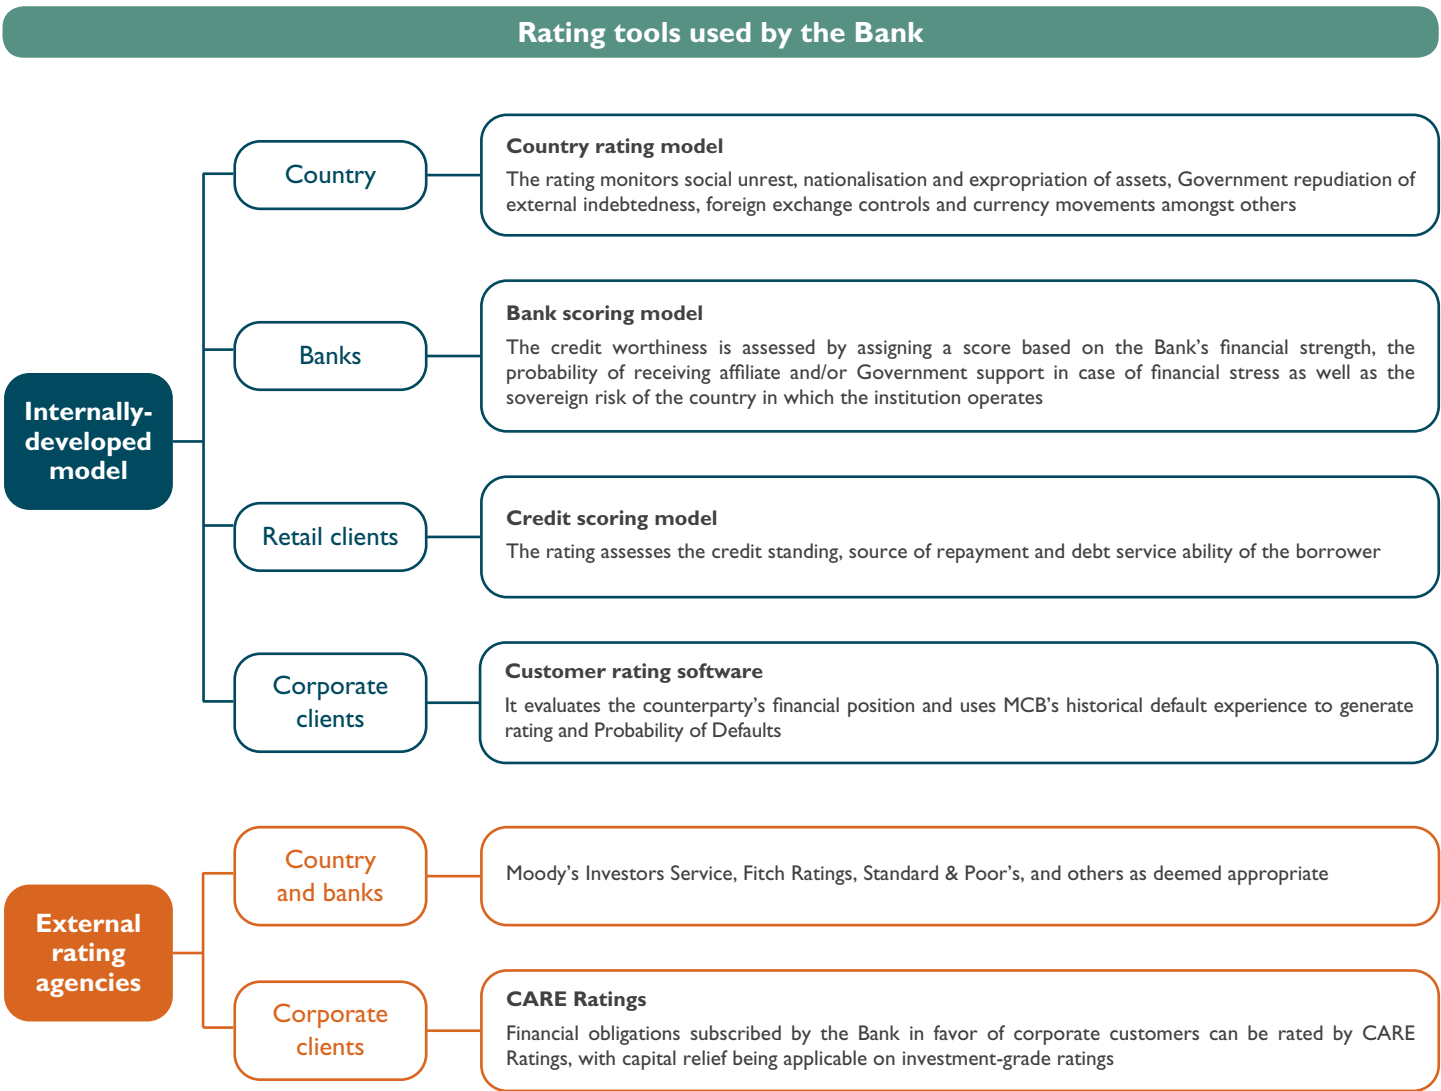 Rating tools used by the Bank
Internally-
developed
model
Country
Country rating model
The rating monitors social unrest, nationalisation and expropriation of assets, Government repudiation of
external indebtedness, foreign exchange controls and currency movements amongst others
Banks
Bank scoring model
The credit worthiness is assessed by assigning a score based on the Bank’s financial strength, the
probability of receiving affiliate and/or Government support in case of financial stress as well as the
sovereign risk of the country in which the institution operates
Retail clients
Credit scoring model
The rating assesses the credit standing, source of repayment and debt service ability of the borrower
Corporate
clients
Customer rating software
It evaluates the counterparty’s financial position and uses MCB’s historical default experience to generate
rating and Probability of Defaults
External
rating
agencies
Country
and banks
Moody’s Investors Service, Fitch Ratings, Standard & Poor’s, and others as deemed appropriate
Corporate
clients
CARE Ratings
Financial obligations subscribed by the Bank in favor of corporate customers can be rated by CARE
Ratings, with capital relief being applicable on investment-grade ratings